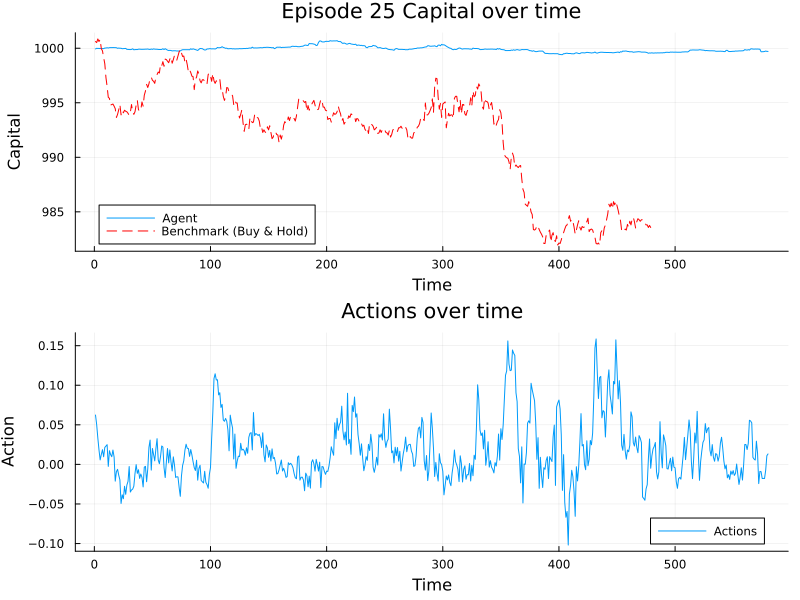 Episode 25 Capital over time
1000
995
990
985
Capital
Agent
Benchmark (Buy & Hold)
0 100 200 300 400 500
Time
Actions over time
0.15
0.10
0.05
0.00
−0.05
−0.10
Action
Actions
0 100 200 300 400 500
Time